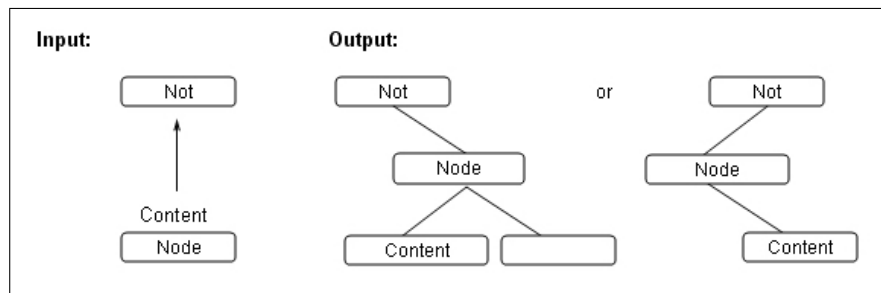 Input:
Output:
Not
Not
or
Not
Node
Node
Content
Node
Content
Content